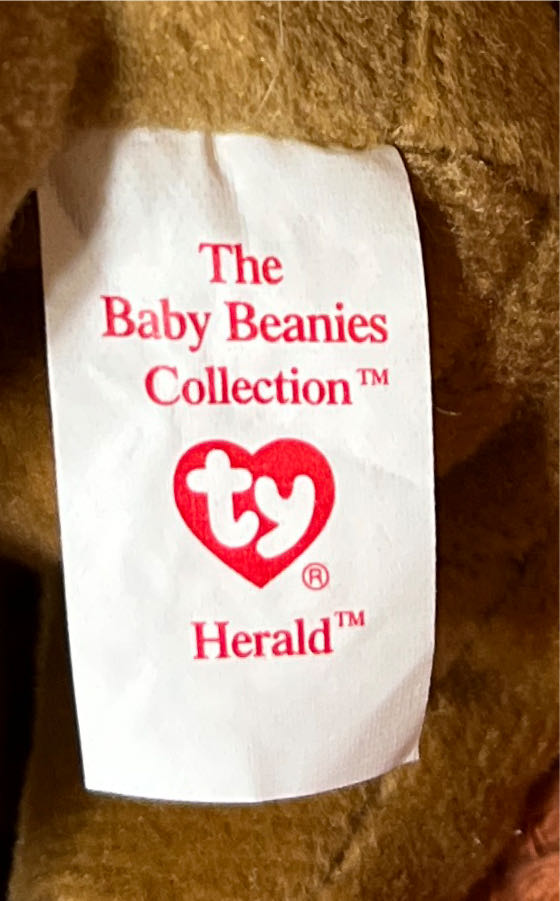 The
Baby Beanies
Collection™
ty
®
Herald™